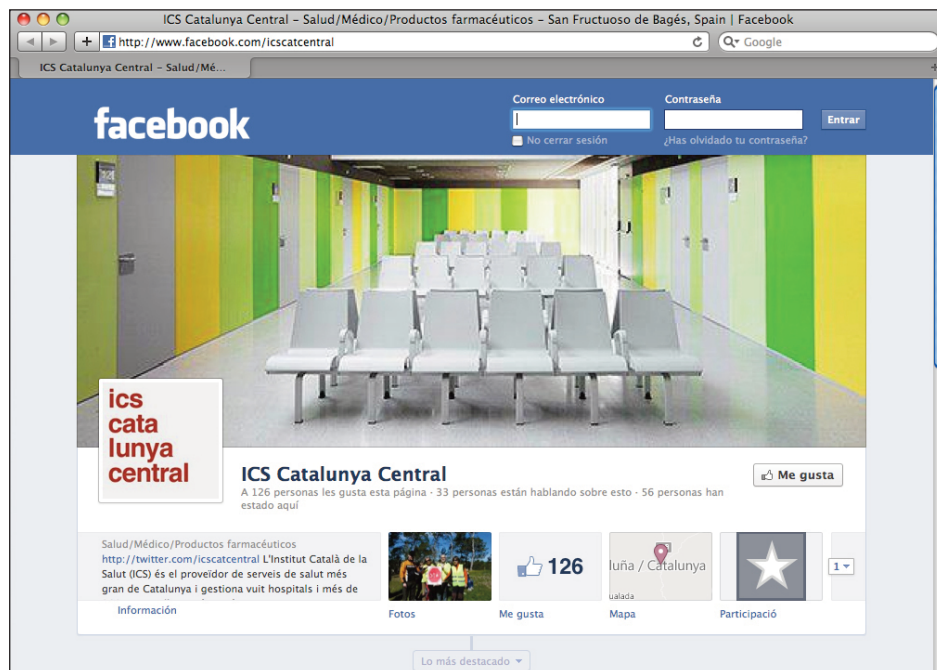 ICS Catalunya Central – Salud/Médico/Productos farmacéuticos – San Fructuoso de Bagés, Spain | Facebook
http://www.facebook.com/icscatcentral
Google
ICS Catalunya Central – Salud/Mé...
facebook
Correo electrónico
Contraseña
Entrar
No cerrar sesión
¿Has olvidado tu contraseña?
ics
cata
lunya
central
ICS Catalunya Central
Me gusta
A 126 personas les gusta esta página · 33 personas están hablando sobre esto · 56 personas han
estado aquí
Salud/Médico/Productos farmacéuticos
http://twitter.com/icscatcentral L'Institut Català de la
Salut (ICS) és el proveïdor de serveis de salut més
gran de Catalunya i gestiona vuit hospitals i més de
Información
Fotos
126
Me gusta
luña / Catalunya
ualada
Mapa
Participació
1
Lo más destacado